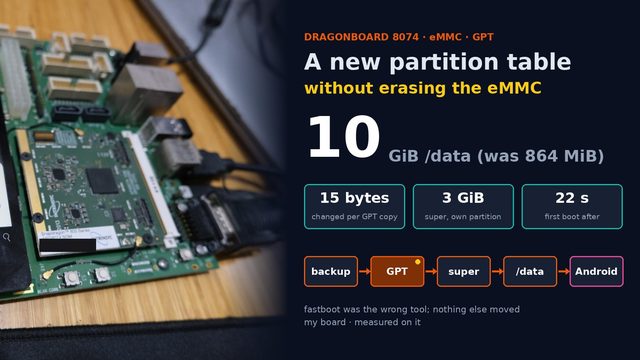 DRAGONBOARD 8074 · eMMC · GPT
A new partition table
without erasing the eMMC
10 GiB /data (was 864 MiB)
15 bytes
changed per GPT copy
3 GiB
super, own partition
22 s
first boot after
backup
GPT
super
/data
Android
fastboot was the wrong tool; nothing else moved
my board · measured on it